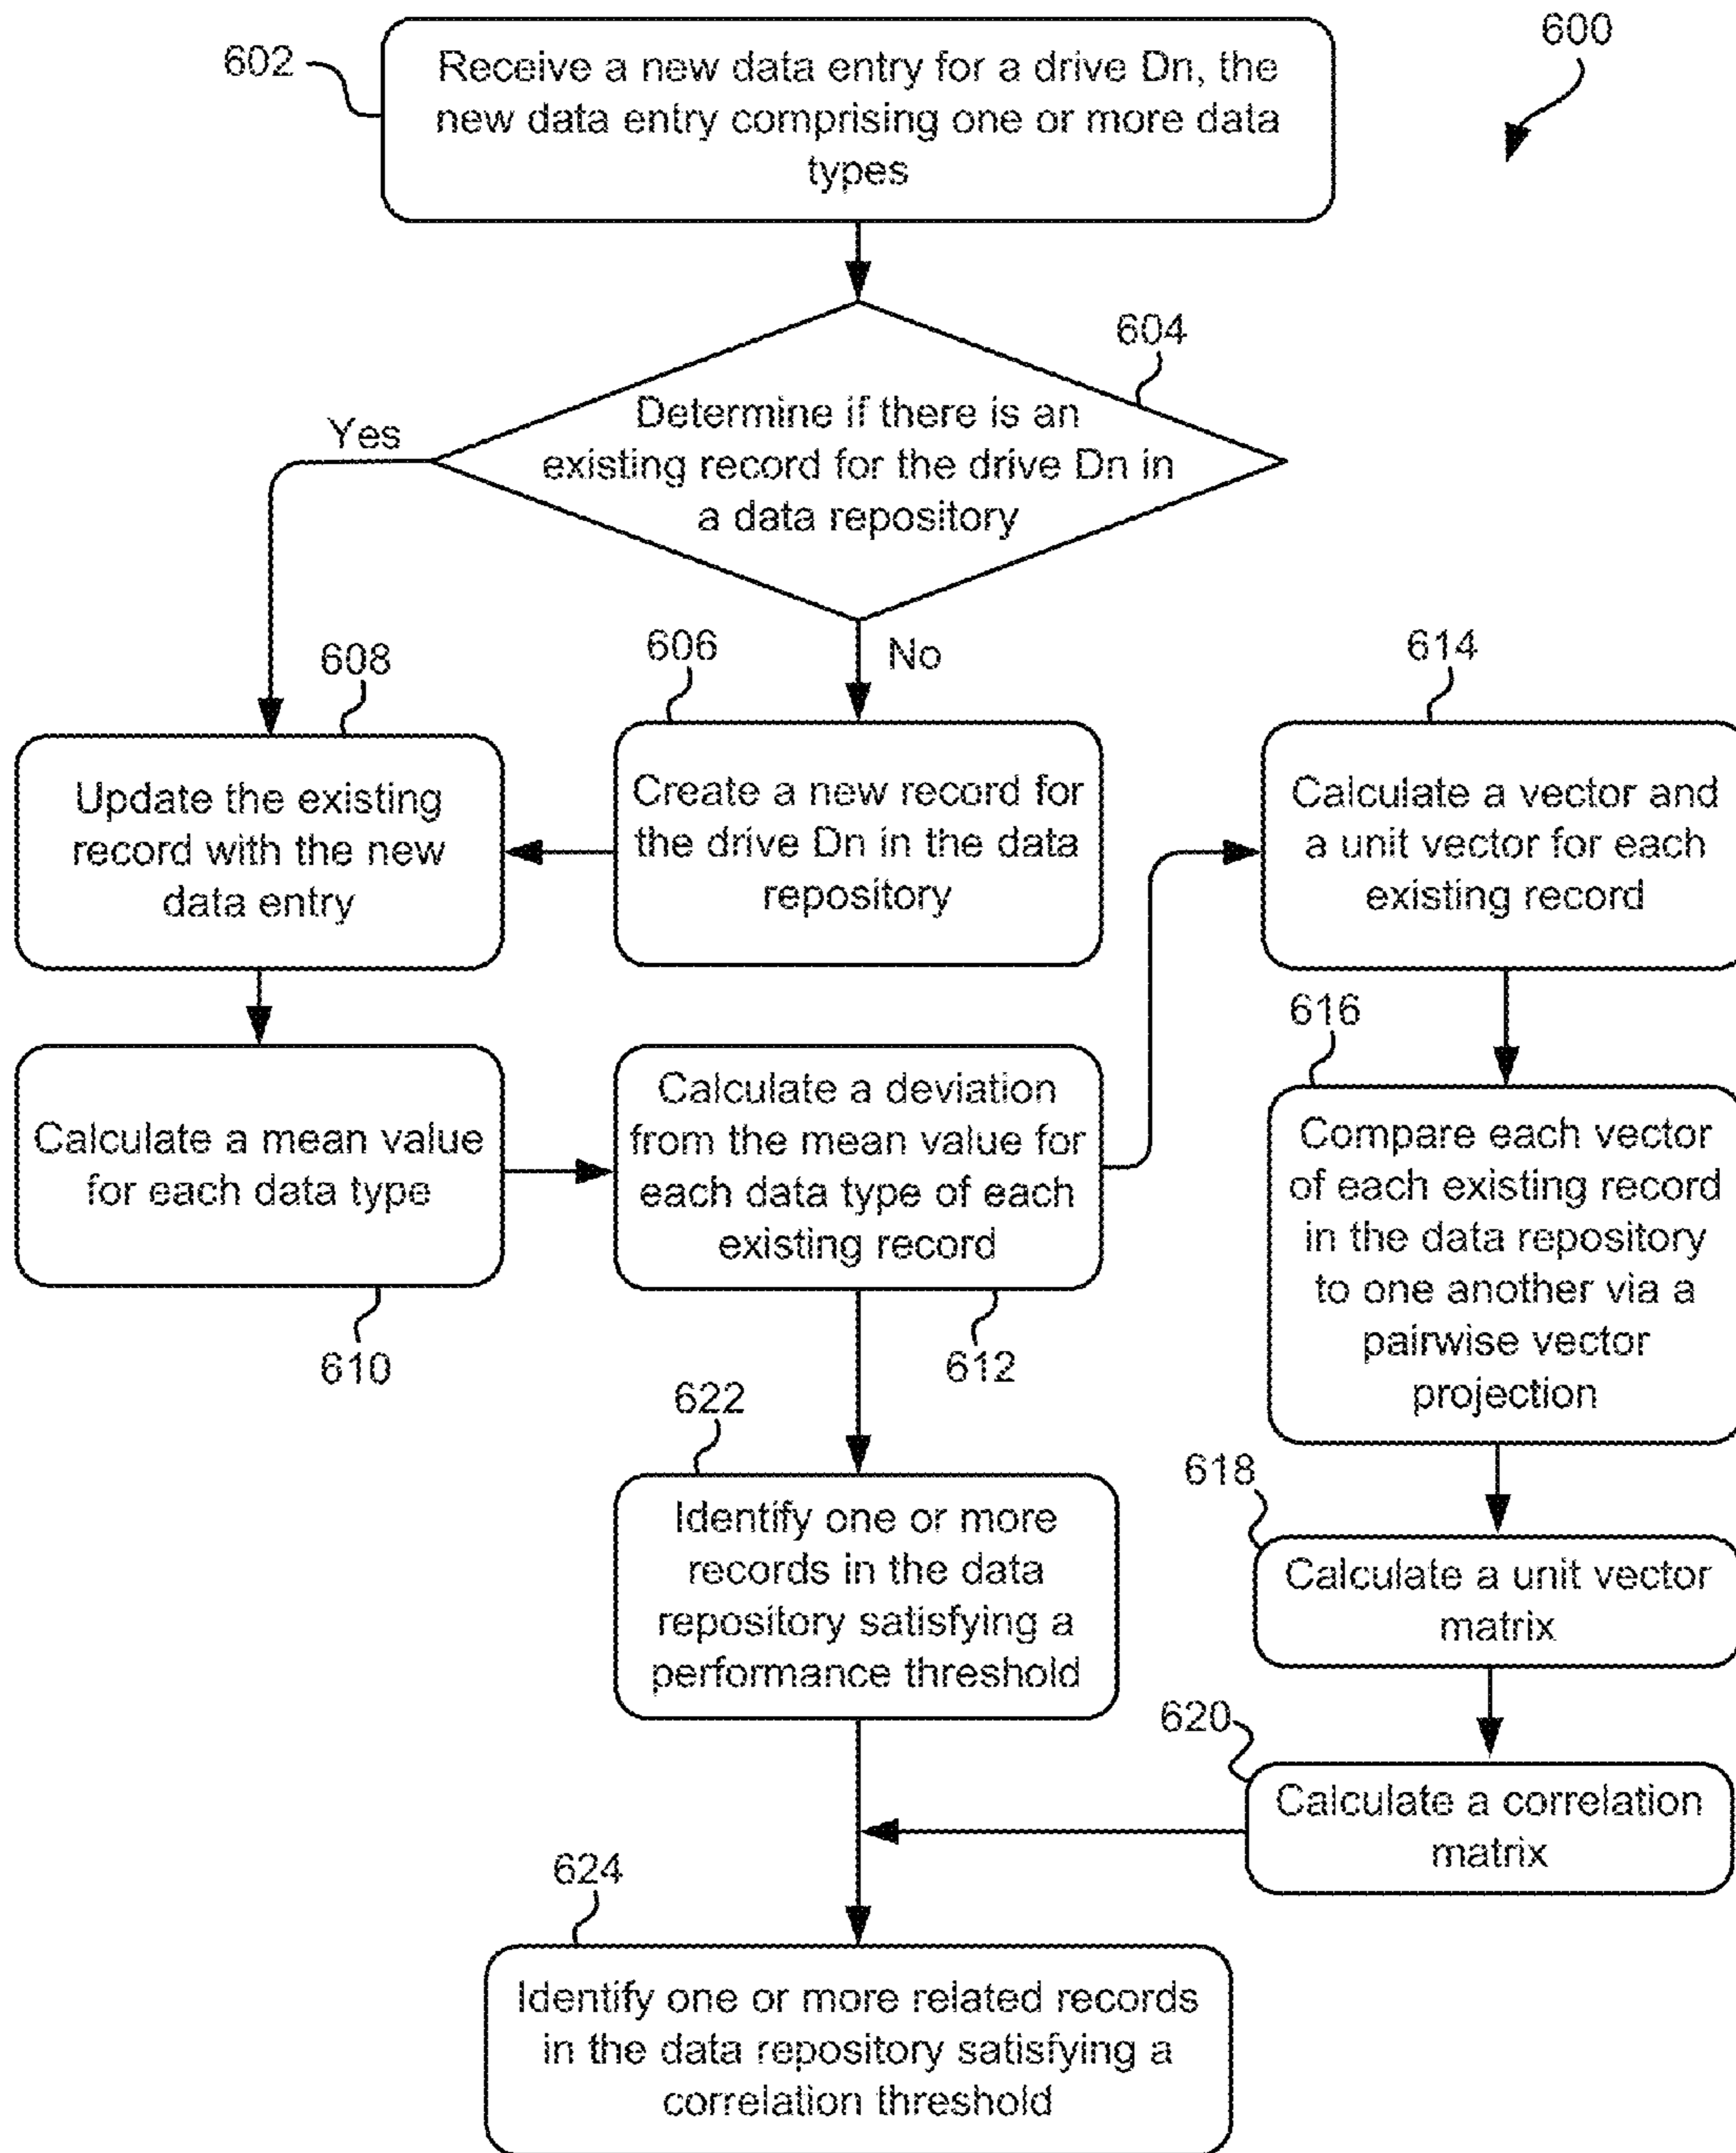 600
602
Receive a new data entry for a drive Dn, the
new data entry comprising one or more data
types
604
Determine if there is an
existing record for the drive Dn in
a data repository
Yes
No
608
Update the existing
record with the new
data entry
606
Create a new record for
the drive Dn in the data
repository
614
Calculate a vector and
a unit vector for each
existing record
Calculate a mean value
for each data type
610
Calculate a deviation
from the mean value for
each data type of each
existing record
612
616
Compare each vector
of each existing record
in the data repository
to one another via a
pairwise vector
projection
622
Identify one or more
records in the data
repository satisfying a
performance threshold
618
Calculate a unit vector
matrix
620
Calculate a correlation
matrix
624
Identify one or more related records
in the data repository satisfying a
correlation threshold